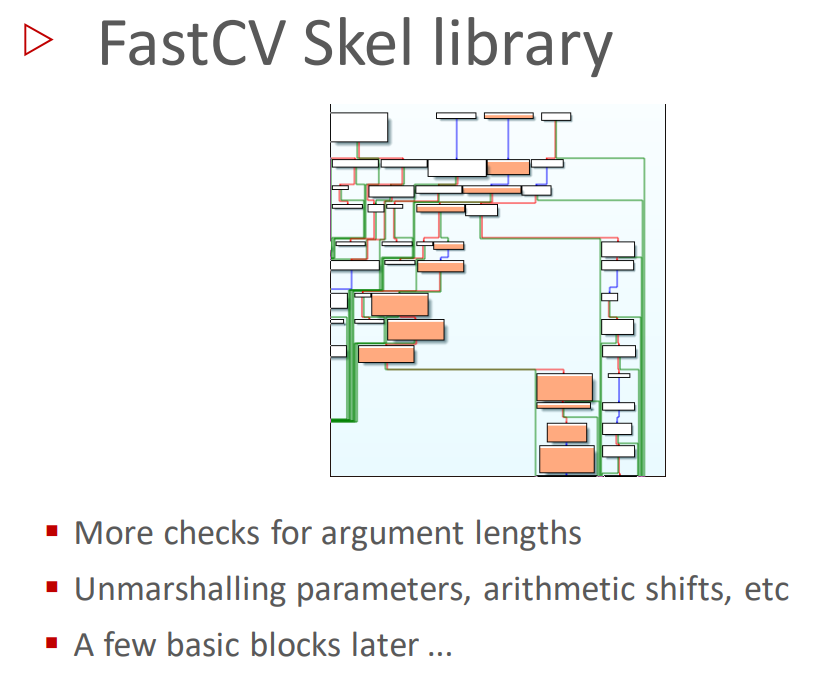 FastCV Skel library
More checks for argument lengths
Unmarshalling parameters, arithmetic shifts, etc
A few basic blocks later ...